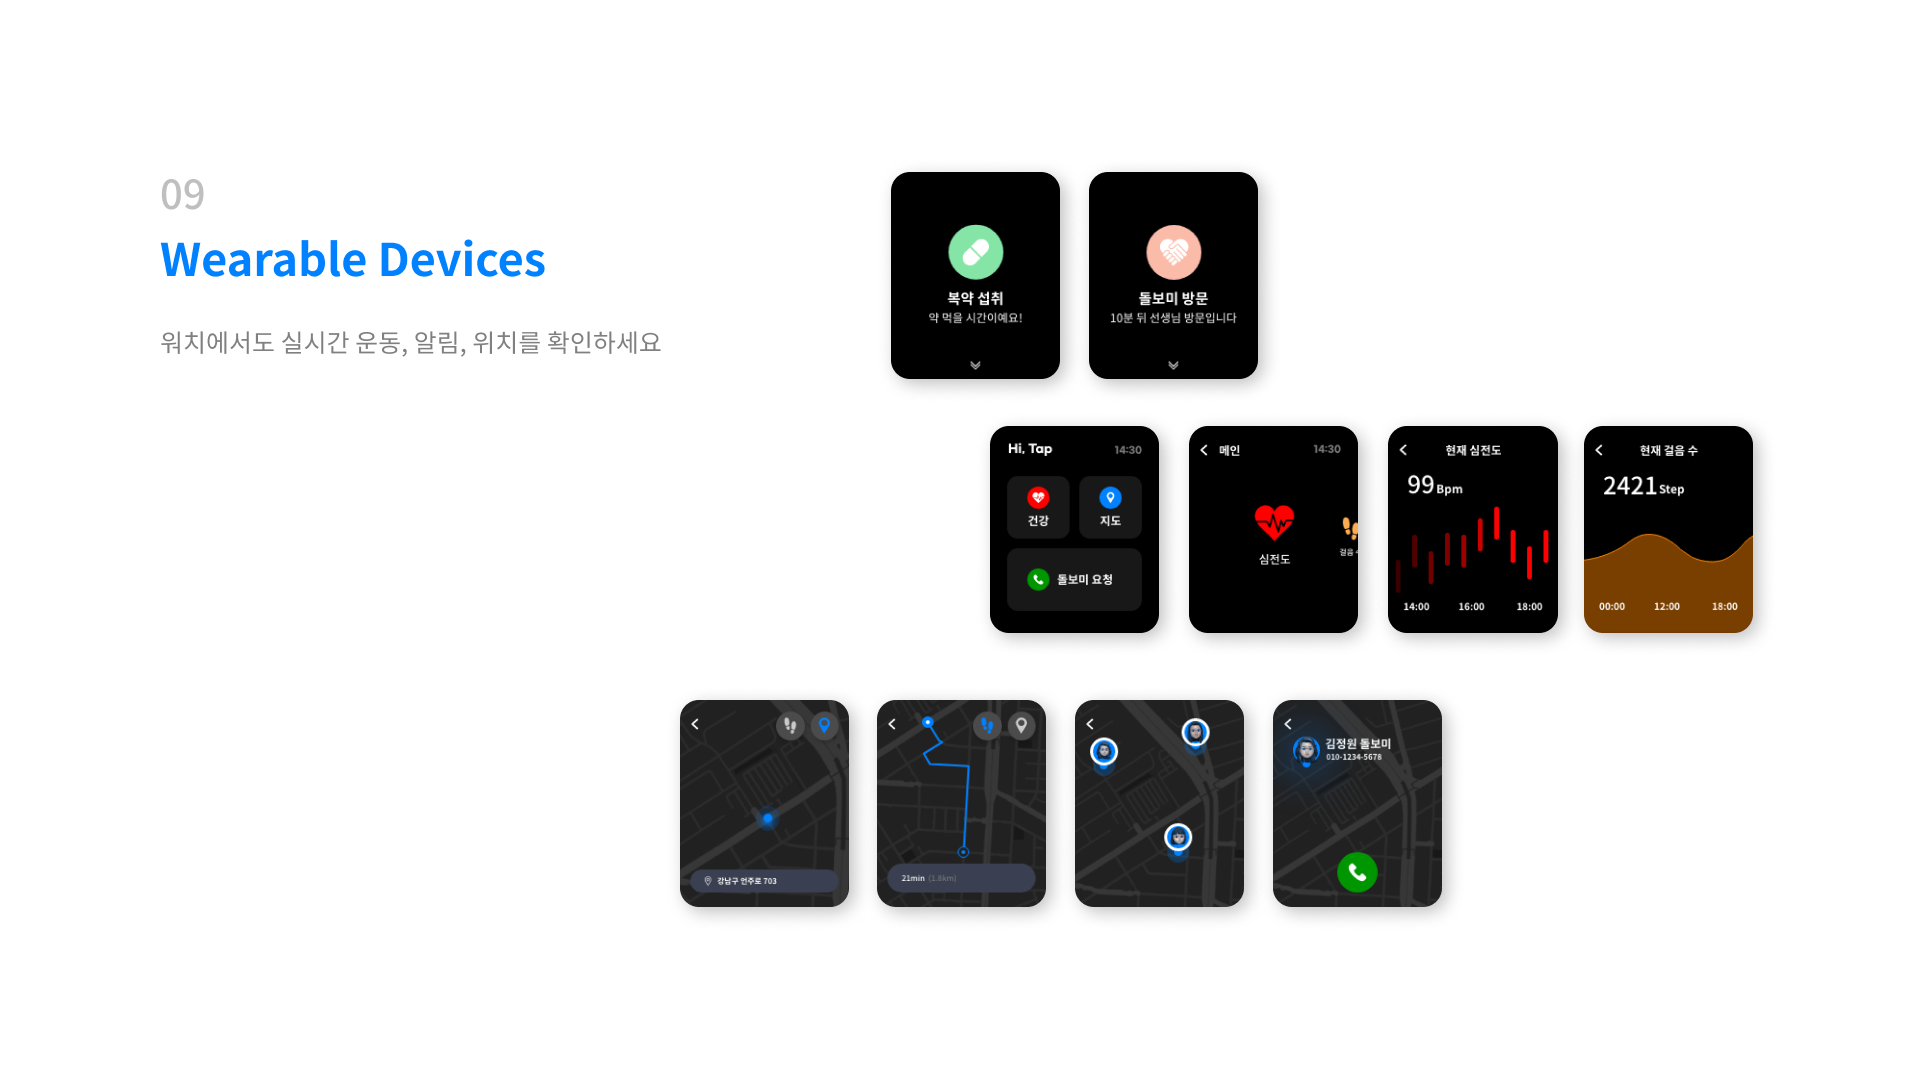 09
Wearable Devices
워치에서도 실시간 운동, 알림, 위치를 확인하세요
복약 섭취
약 먹을 시간이예요!
돌보미 방문
10분 뒤 선생님 방문입니다
Hi, Tap
14:30
건강
지도
돌보미 요청
메인
14:30
심전도
걸음
현재 심전도
99 Bpm
14:00
16:00
18:00
현재 걸음 수
2421 Step
00:00
12:00
18:00
강남구 언주로 703
21min (1.8km)
김정원 돌보미
010-1234-5678